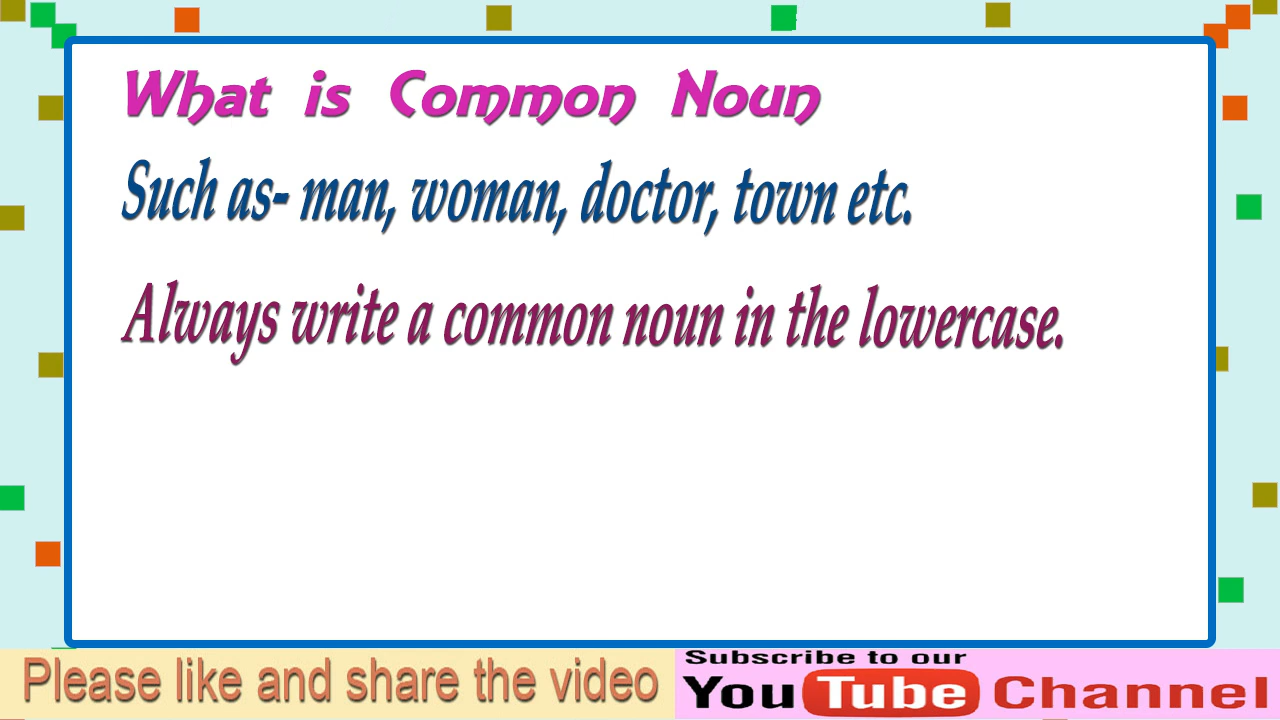 What is Common Noun
Such as- man, woman, doctor, town etc.
Always write a common noun in the lowercase.
Please like and share the video
Subscribe to our
YouTube Channel